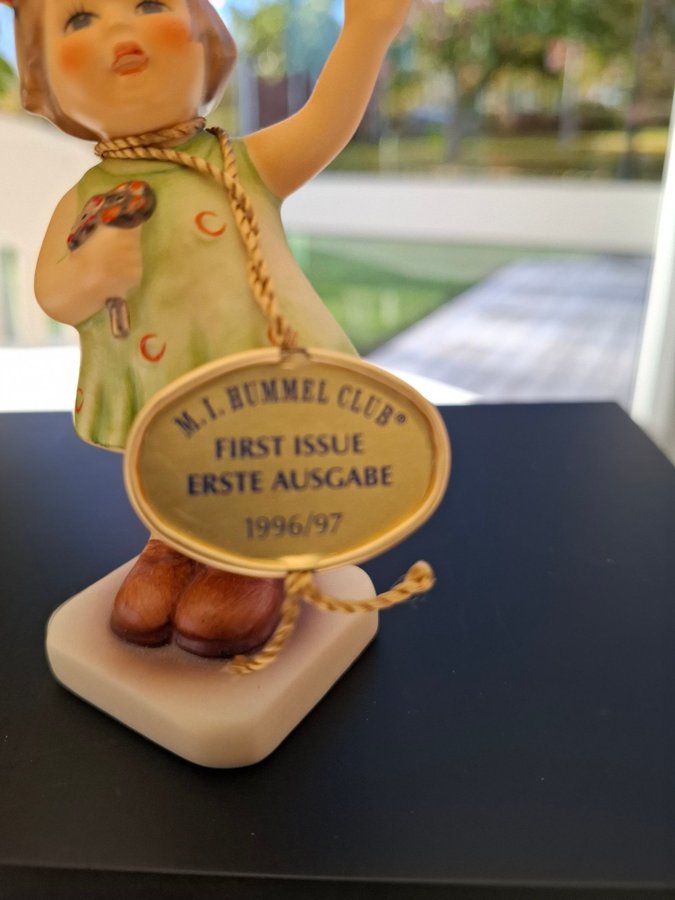 M. I. HUMMEL CLUB®
FIRST ISSUE
ERSTE AUSGABE
1996/97